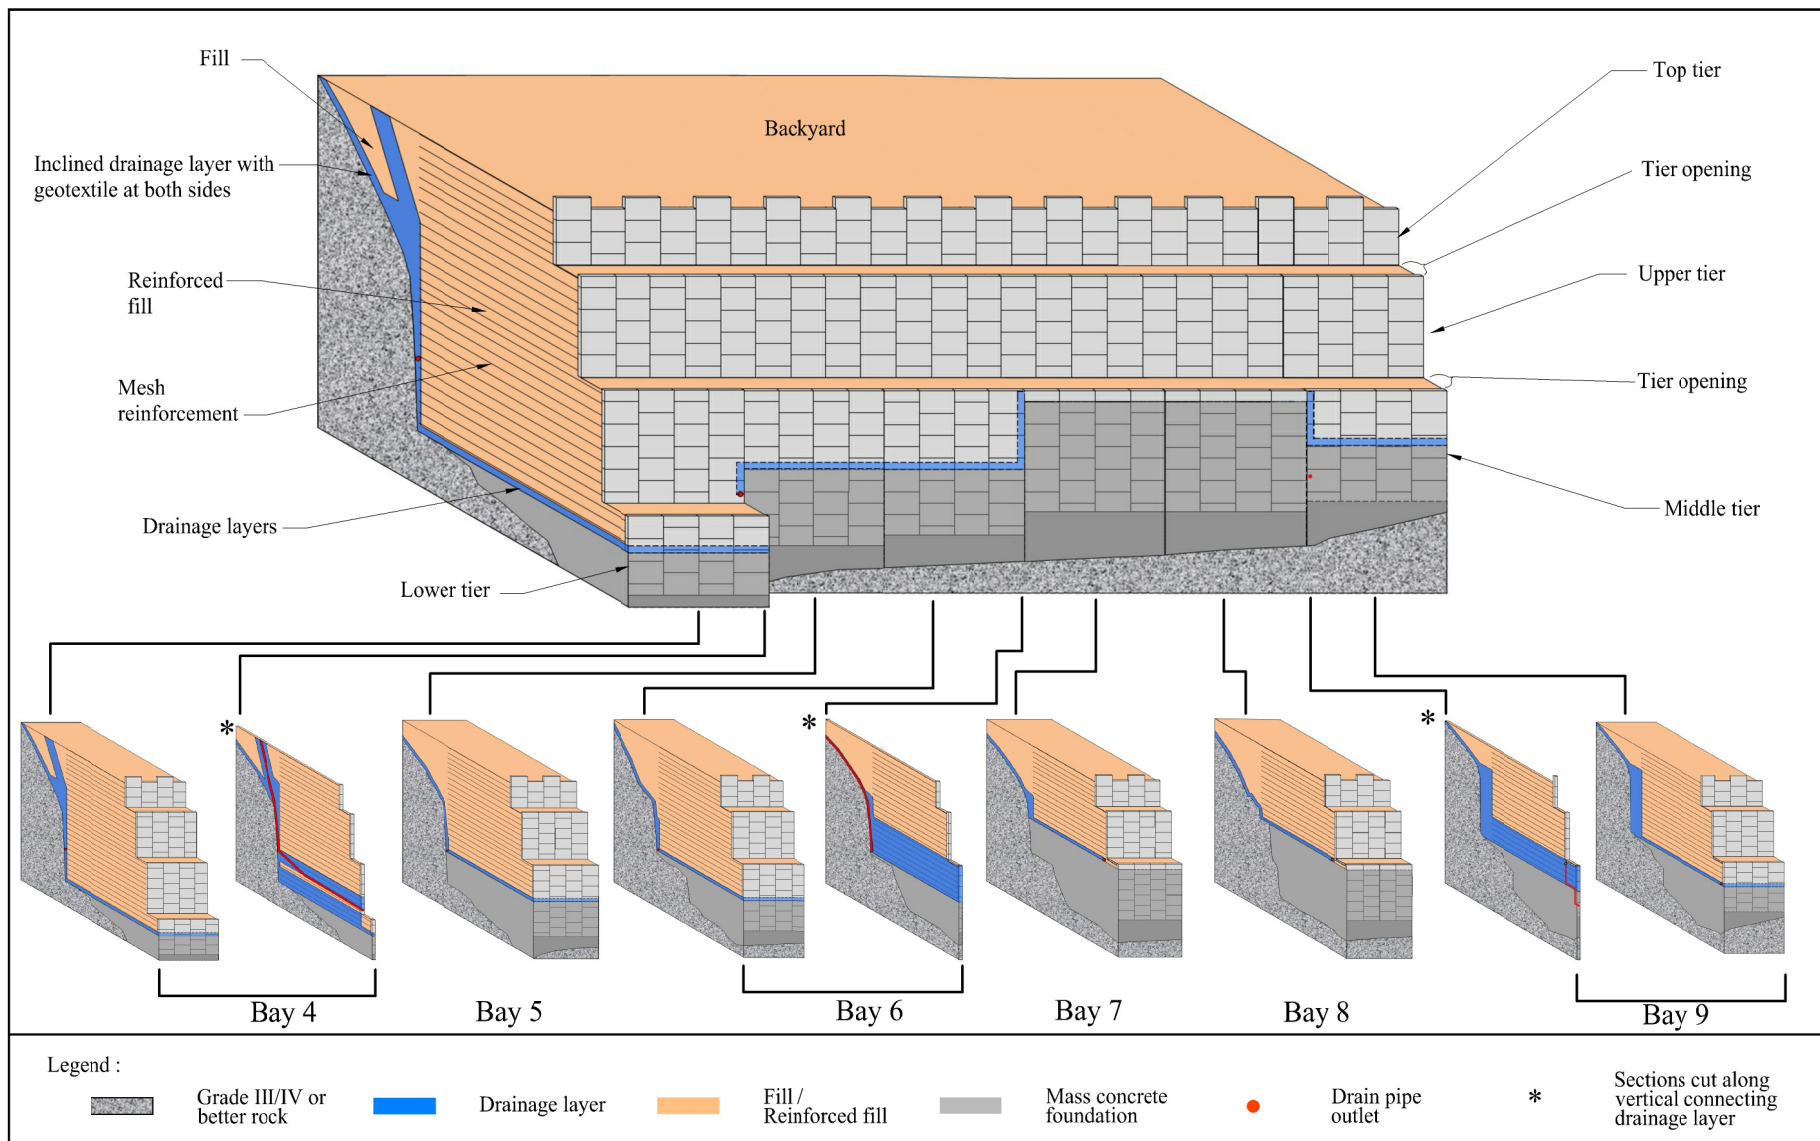 Fill
Top tier
Backyard
Inclined drainage layer with
geotextile at both sides
Tier opening
Reinforced
fill
Upper tier
Mesh
reinforcement
Tier opening
Drainage layers
Middle tier
Lower tier
*
*
*
Bay 4
Bay 5
Bay 6
Bay 7
Bay 8
Bay 9
Legend :
Grade III/IV or
better rock
Drainage layer
Fill /
Reinforced fill
Mass concrete
foundation
Drain pipe
outlet
*
Sections cut along
vertical connecting
drainage layer